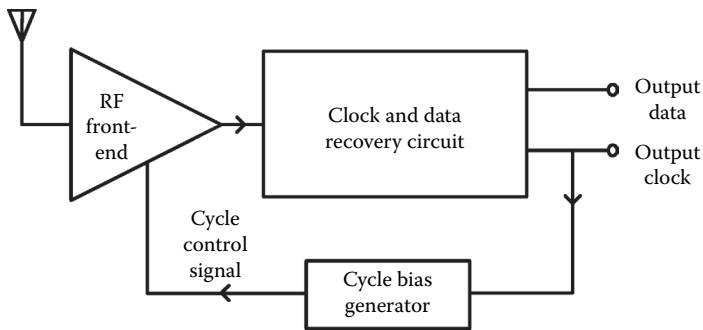 RF
front-
end
Clock and data
recovery circuit
Output
data
Output
clock
Cycle
control
signal
Cycle bias
generator